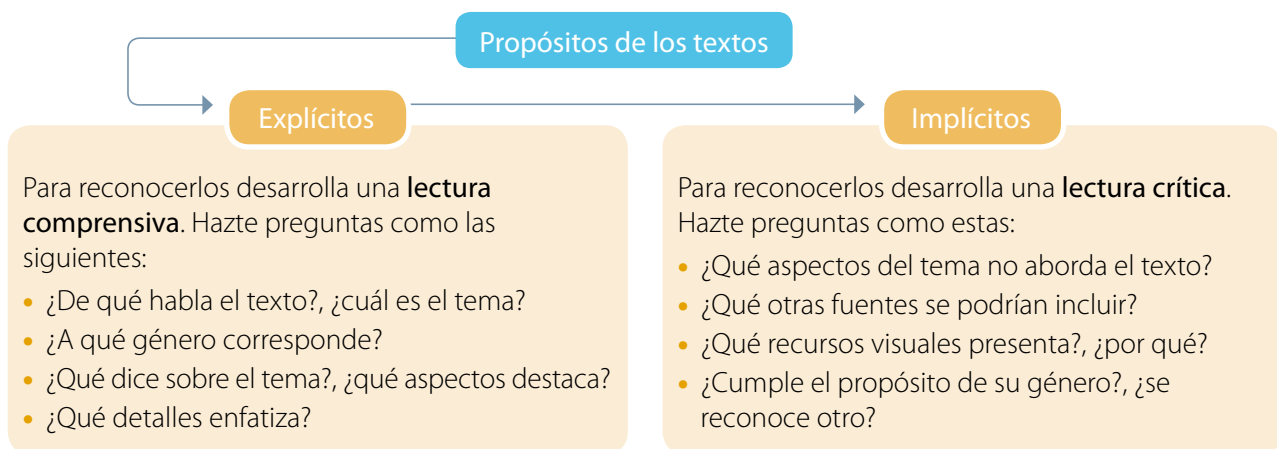 Propósitos de los textos
Explícitos
Para reconocerlos desarrolla una lectura
comprensiva. Hazte preguntas como las
siguientes:
• ¿De qué habla el texto?, ¿cuál es el tema?
• ¿A qué género corresponde?
• ¿Qué dice sobre el tema?, ¿qué aspectos destaca?
• ¿Qué detalles enfatiza?
Implícitos
Para reconocerlos desarrolla una lectura crítica.
Hazte preguntas como estas:
• ¿Qué aspectos del tema no aborda el texto?
• ¿Qué otras fuentes se podrían incluir?
• ¿Qué recursos visuales presenta?, ¿por qué?
• ¿Cumple el propósito de su género?, ¿se
reconoce otro?